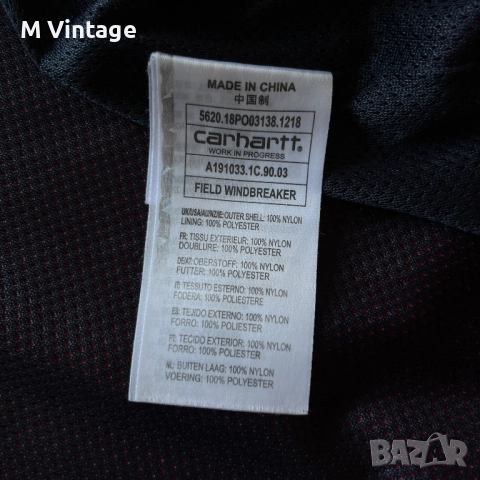 M Vintage
MADE IN CHINA
中国制
5620.18PO03138.1218
carhartt.
WORK IN PROGRESS
A191033.1C.90.03
FIELD WINDBREAKER
UK/USA/AU/NZ/IE: OUTER SHELL: 100% NYLON
LINING: 100% POLYESTER
FR: TISSU EXTERIEUR: 100% NYLON
DOUBLURE: 100% POLYESTER
DE/AT: OBERSTOFF: 100% NYLON
FUTTER: 100% POLYESTER
IT: TESSUTO ESTERNO: 100% NYLON
FODERA: 100% POLIESTERE
ES: TEJIDO EXTERNO: 100% NYLON
FORRO: 100% POLIESTER
PT: TECIDO EXTERIOR: 100% NYLON
FORRO: 100% POLIESTER
NL: BUITEN LAAG: 100% NYLON
VOERING: 100% POLYESTER
BAZAR